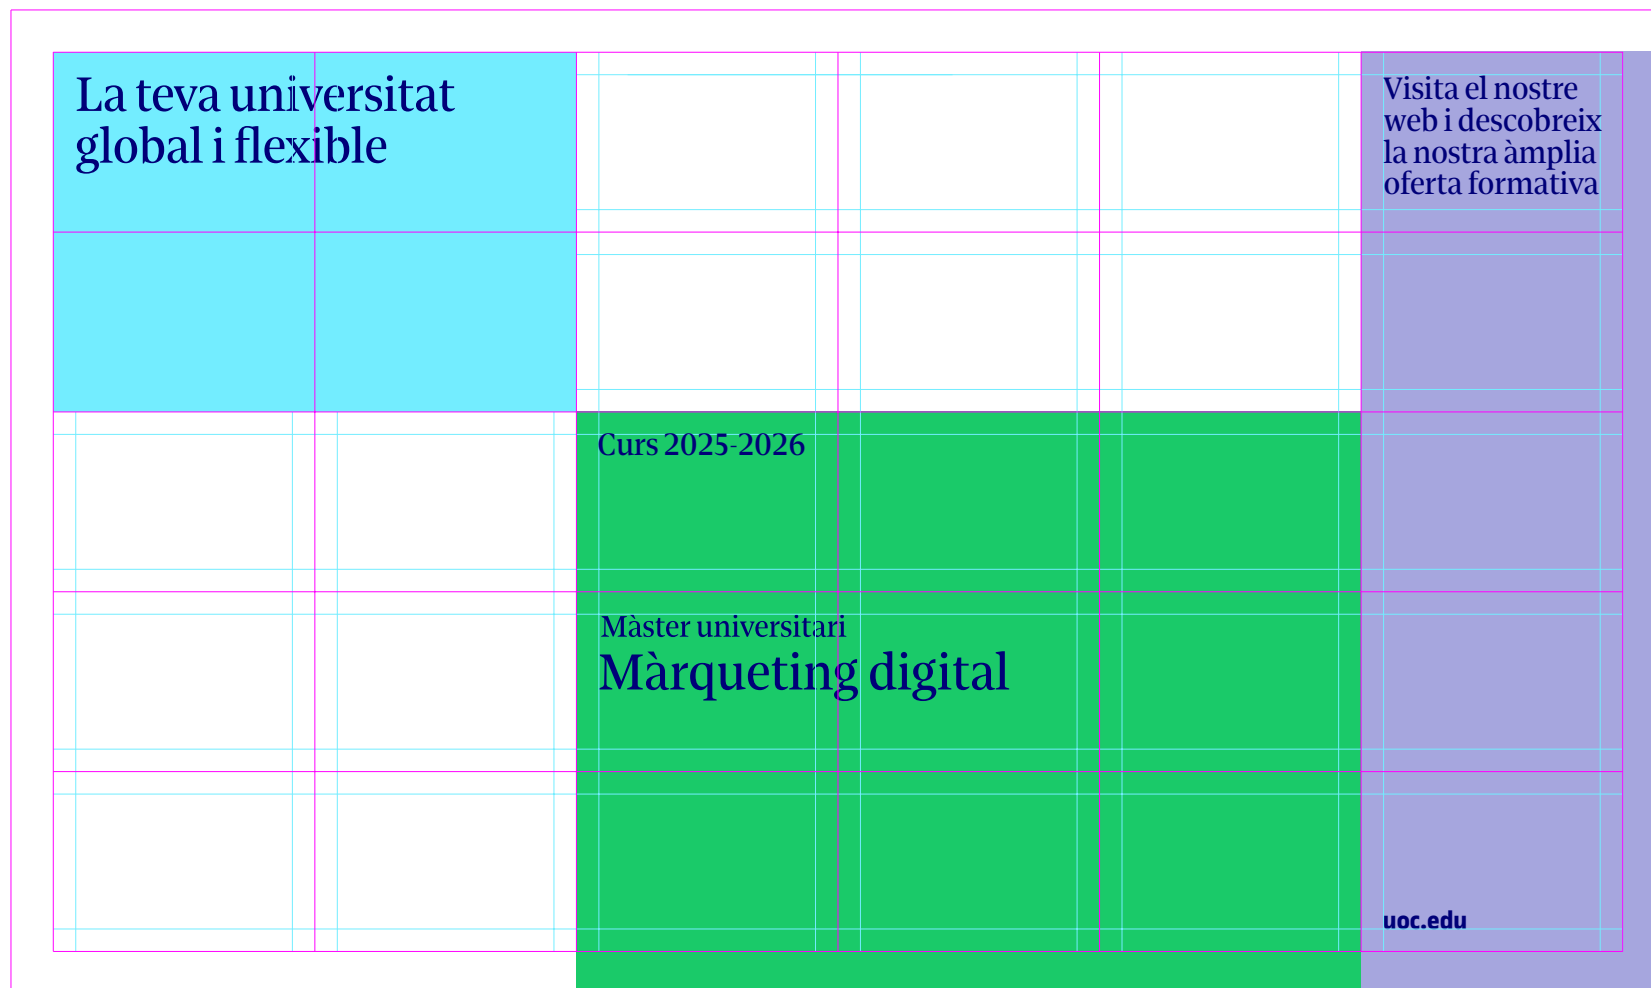 La teva universitat
global i flexible
Visita el nostre
web i descobreix
la nostra àmplia
oferta formativa
Curs 2025-2026
Màster universitari
Màrqueting digital
uoc.edu